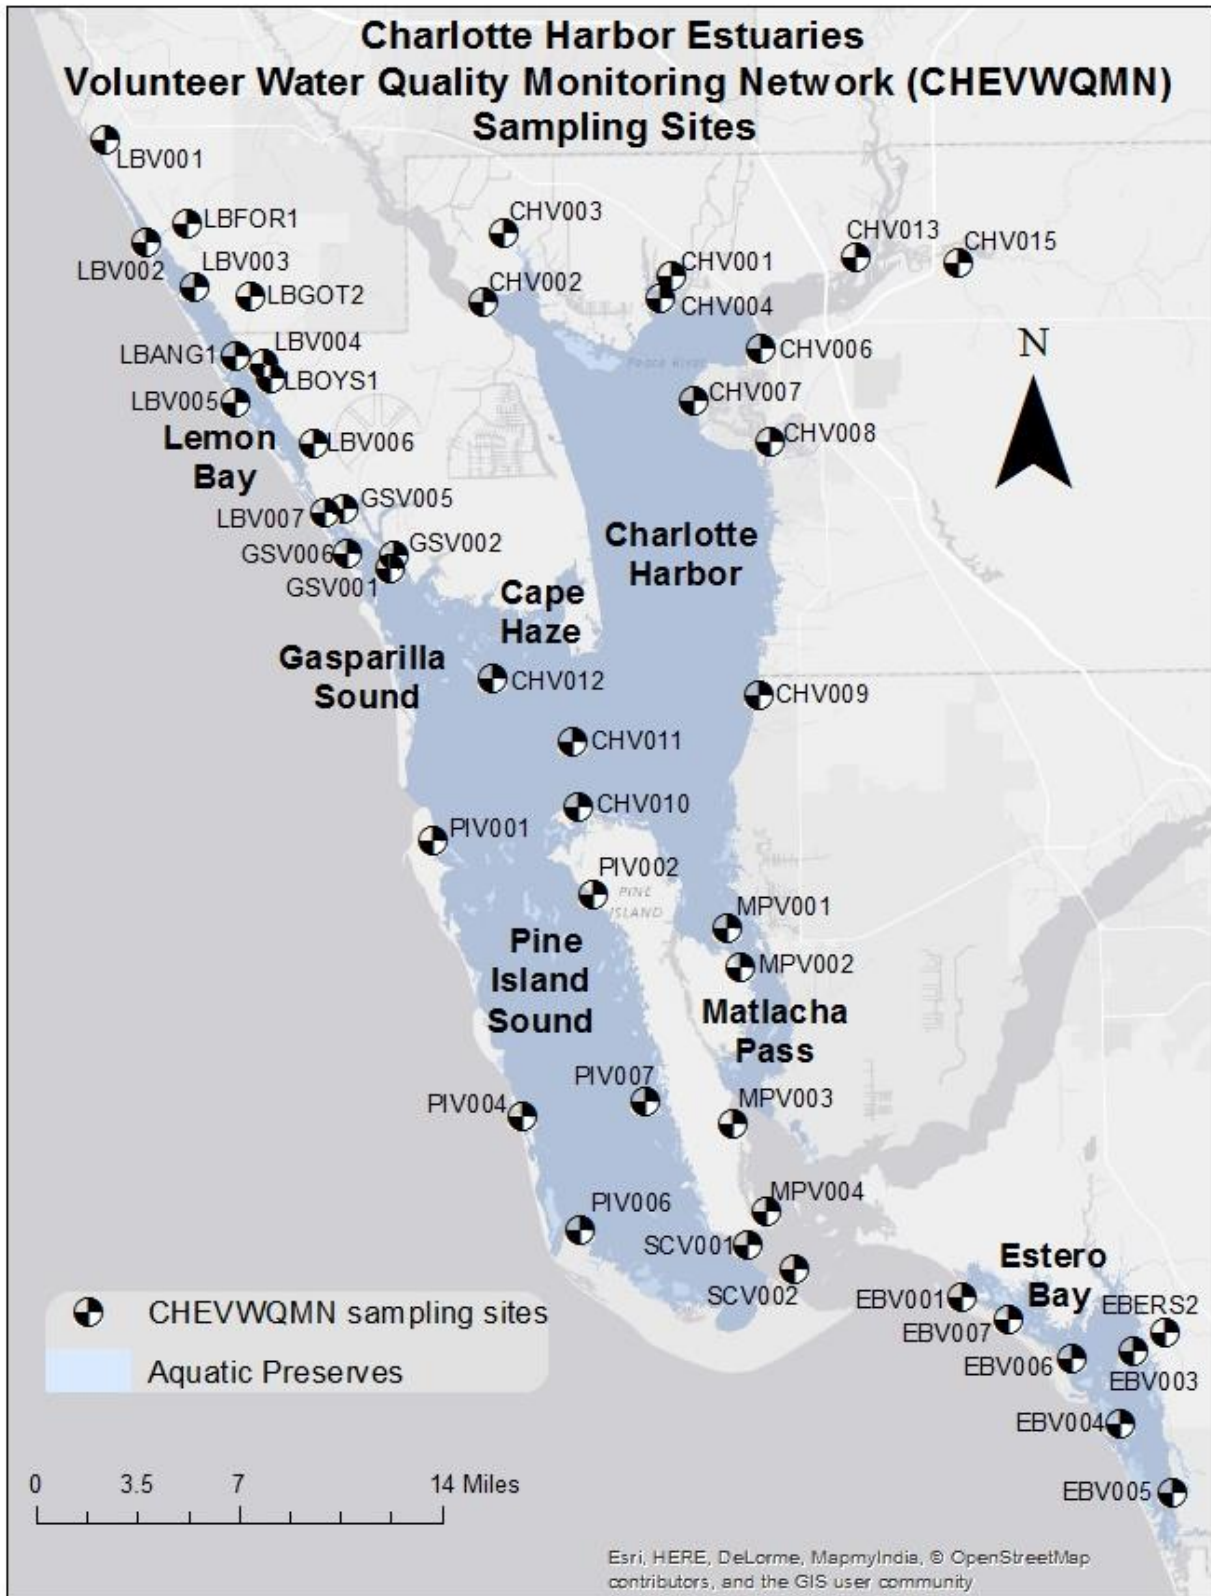 Charlotte Harbor Estuaries
Volunteer Water Quality Monitoring Network (CHEVWQMN)
Sampling Sites
LBV001
LBFOR1
CHV003
CHV013
CHV015
LBV002
LBV003
CHV001
LBGOT2
CHV002
CHV004
N
LBANG1
LBV004
CHV006
Peace River
LBOYS1
CHV007
LBV005
CHV008
Lemon
Bay
LBV006
GSV005
LBV007
GSV002
GSV006
GSV001
Charlotte
Harbor
Cape
Haze
Gasparilla
Sound
CHV012
CHV009
CHV011
CHV010
PIV001
PIV002
PINE
ISLAND
MPV001
Pine
Island
Sound
MPV002
Matlacha
Pass
PIV007
PIV004
MPV003
PIV006
MPV004
SCV001
SCV002
Estero
Bay
EBV001
EBERS2
EBV007
EBV006
EBV003
EBV004
EBV005
CHEVWQMN sampling sites
Aquatic Preserves
0 3.5 7 14 Miles
Esri, HERE, DeLorme, MapmyIndia, © OpenStreetMap
contributors, and the GIS user community